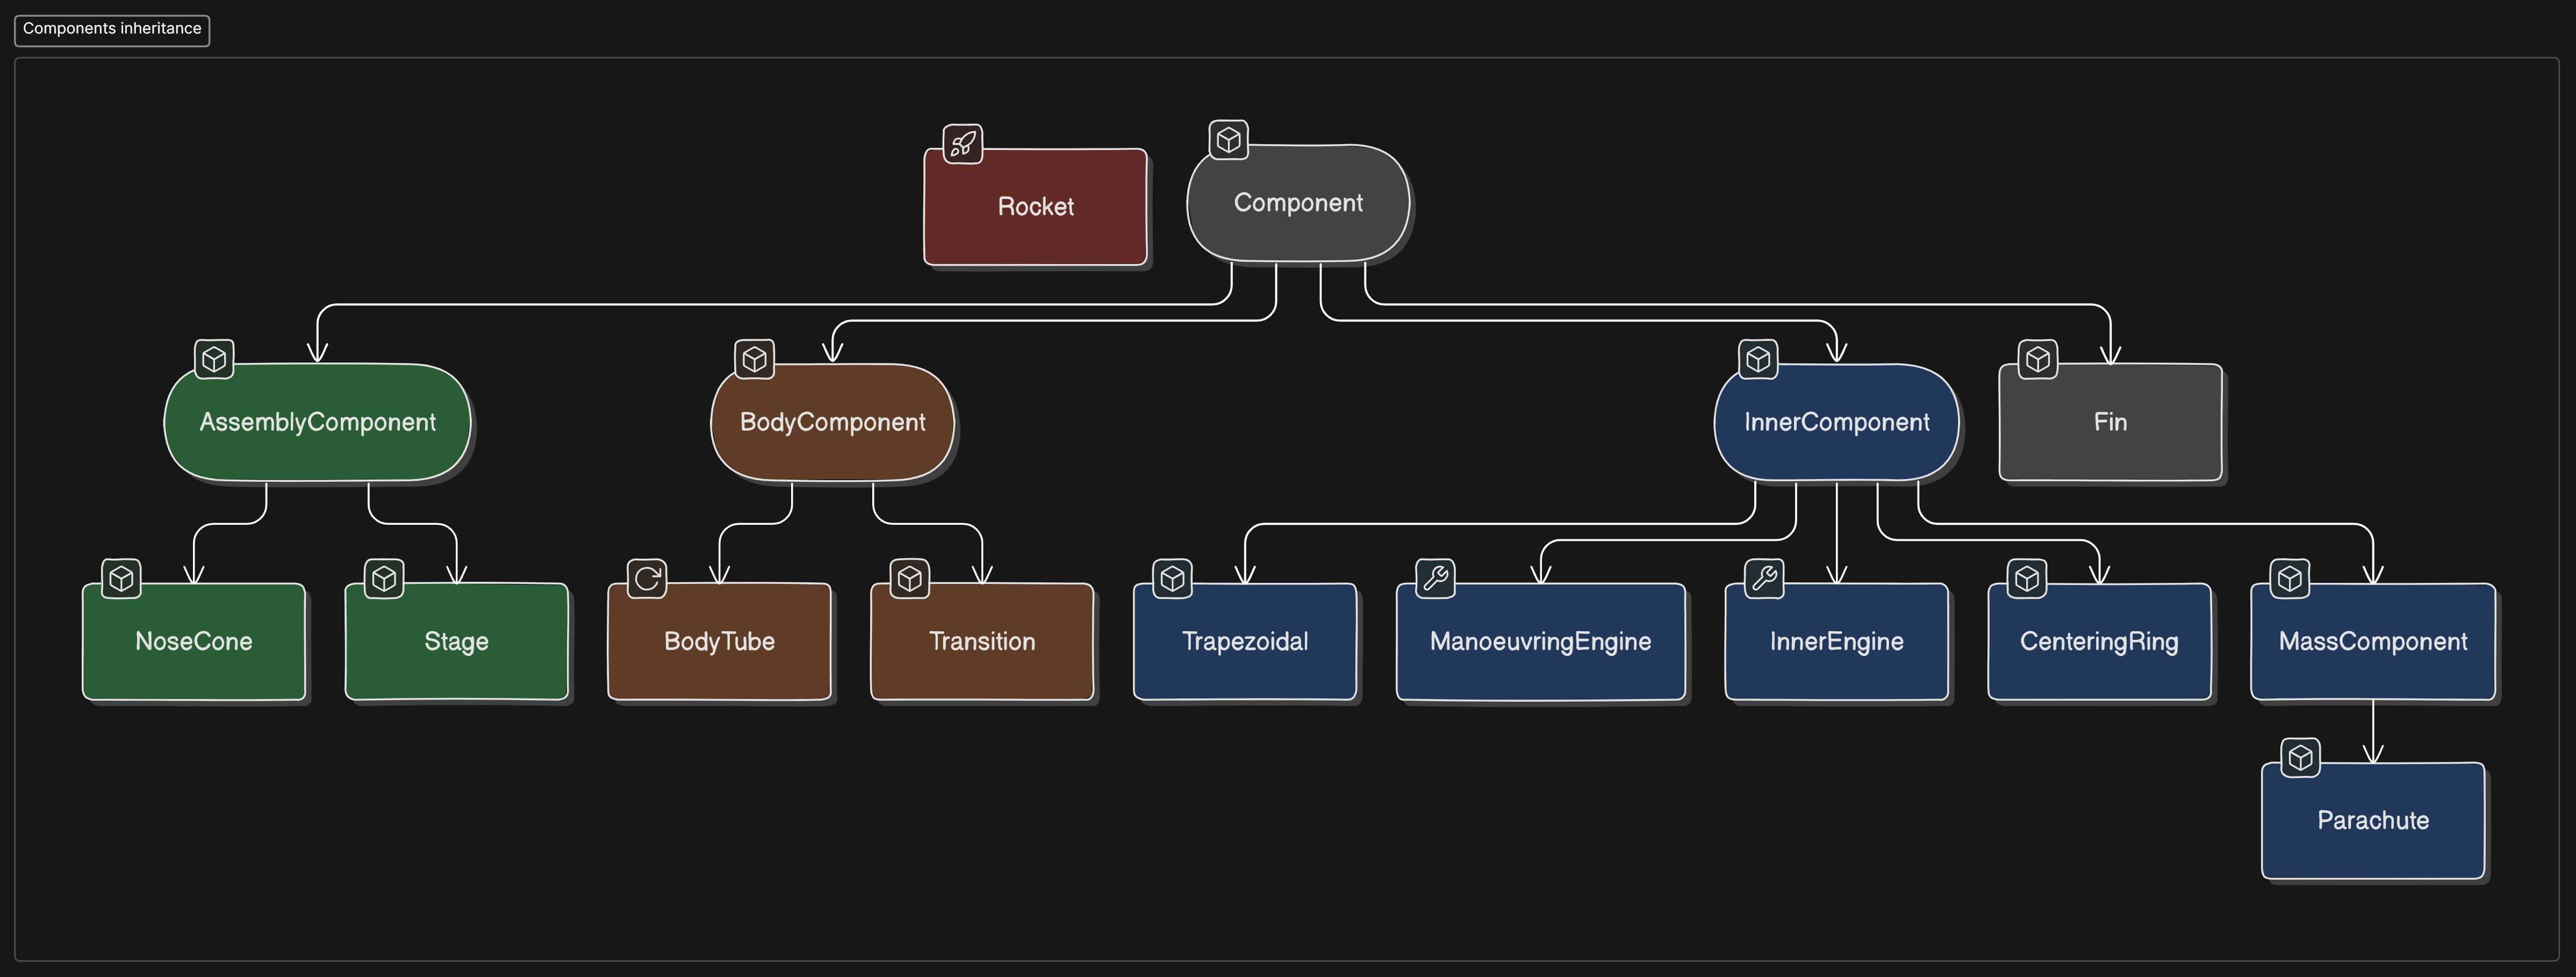 Components inheritance
Rocket
Component
AssemblyComponent
BodyComponent
InnerComponent
Fin
NoseCone
Stage
BodyTube
Transition
Trapezoidal
ManoeuvringEngine
InnerEngine
CenteringRing
MassComponent
Parachute